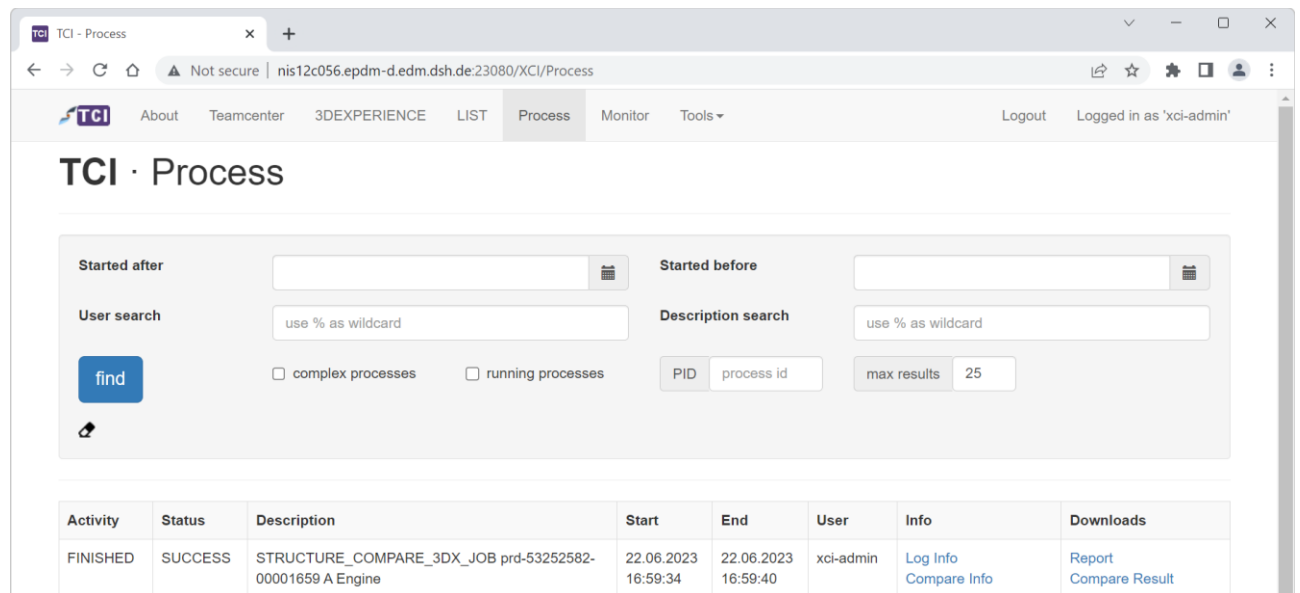 TCI TCI - Process
Not secure | nis12c056.epdm-d.edm.dsh.de:23080/XCI/Process
TCI About Teamcenter 3DEXPERIENCE LIST Process Monitor Tools Logout Logged in as 'xci-admin'
TCI · Process
Started after Started before
User search use % as wildcard Description search use % as wildcard
find complex processes running processes PID process id max results 25
Activity Status Description Start End User Info Downloads
FINISHED SUCCESS STRUCTURE_COMPARE_3DX_JOB prd-53252582- 22.06.2023 22.06.2023 xci-admin Log Info Report
00001659 A Engine 16:59:34 16:59:40 Compare Info Compare Result